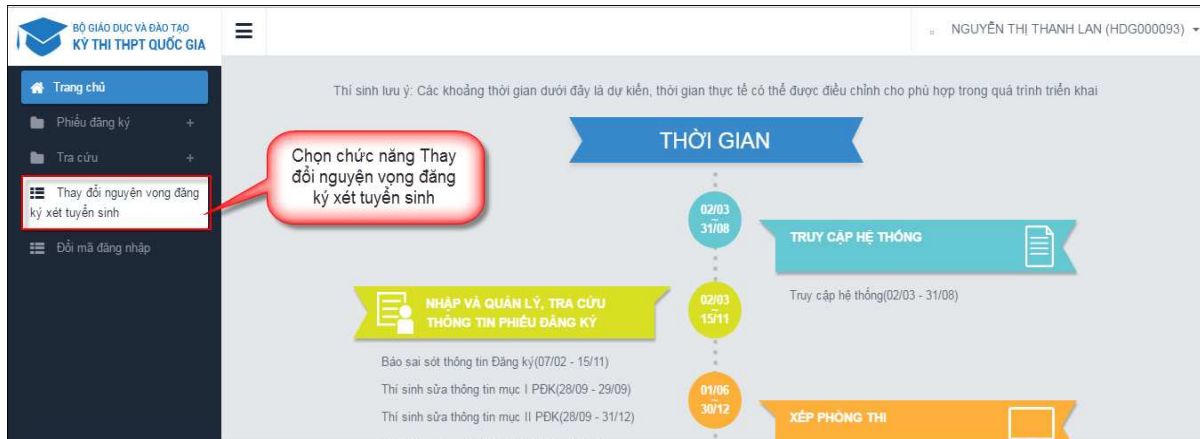 BỘ GIÁO DỤC VÀ ĐÀO TẠO
KỲ THI THPT QUỐC GIA
NGUYỄN THỊ THANH LAN (HDG000093)
Trang chủ
Phiếu đăng ký +
Tra cứu +
Thay đổi nguyện vọng đăng
ký xét tuyển sinh
Đổi mã đăng nhập
Chọn chức năng Thay
đổi nguyện vọng đăng
ký xét tuyển sinh
Thí sinh lưu ý: Các khoảng thời gian dưới đây là dự kiến, thời gian thực tế có thể được điều chỉnh cho phù hợp trong quá trình triển khai
THỜI GIAN
02/03
~
31/08
TRUY CẬP HỆ THỐNG
Truy cập hệ thống(02/03 - 31/08)
NHẬP VÀ QUẢN LÝ, TRA CỨU
THÔNG TIN PHIẾU ĐĂNG KÝ
02/03
~
15/11
Báo sai sót thông tin Đăng ký(07/02 - 15/11)
Thí sinh sửa thông tin mục I PĐK(28/09 - 29/09)
Thí sinh sửa thông tin mục II PĐK(28/09 - 31/12)
01/06
~
30/12
XẾP PHÒNG THI